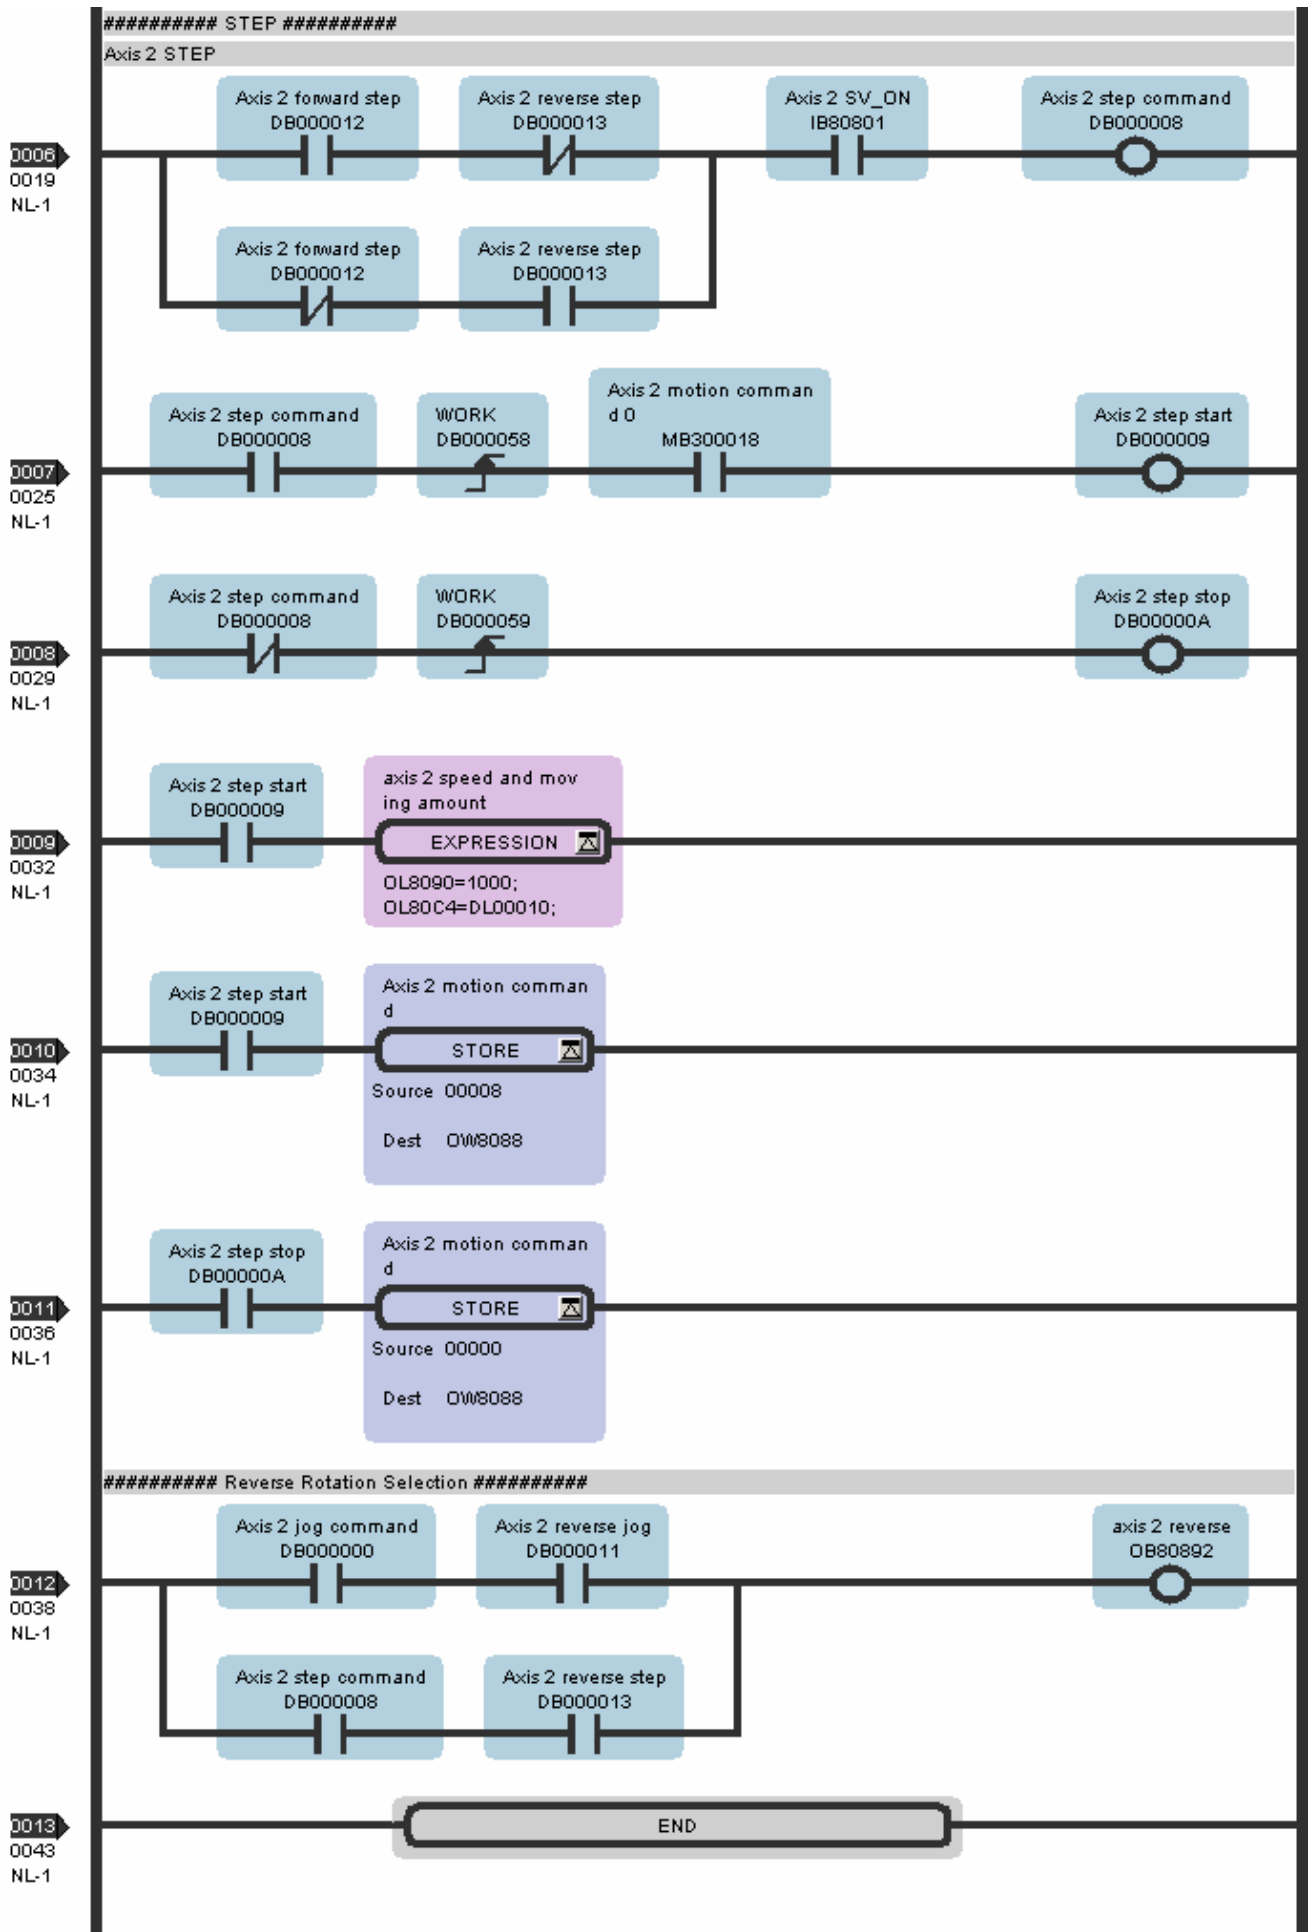 ########## STEP ##########
Axis 2 STEP
Axis 2 forward step
DB000012
Axis 2 reverse step
DB000013
Axis 2 SV_ON
IB80801
Axis 2 step command
DB000008
0006
0019
NL-1
Axis 2 forward step
DB000012
Axis 2 reverse step
DB000013
Axis 2 step command
DB000008
WORK
DB000058
Axis 2 motion comman
d 0
MB300018
Axis 2 step start
DB000009
0007
0025
NL-1
Axis 2 step command
DB000008
WORK
DB000059
Axis 2 step stop
DB00000A
0008
0029
NL-1
Axis 2 step start
DB000009
axis 2 speed and mov
ing amount
EXPRESSION
OL8090=1000;
OL80C4=DL00010;
0009
0032
NL-1
Axis 2 step start
DB000009
Axis 2 motion comman
d
STORE
Source 00008
Dest OW8088
0010
0034
NL-1
Axis 2 step stop
DB00000A
Axis 2 motion comman
d
STORE
Source 00000
Dest OW8088
0011
0036
NL-1
########## Reverse Rotation Selection ##########
Axis 2 jog command
DB000000
Axis 2 reverse jog
DB000011
axis 2 reverse
OB80892
0012
0038
NL-1
Axis 2 step command
DB000008
Axis 2 reverse step
DB000013
0013
0043
NL-1
END